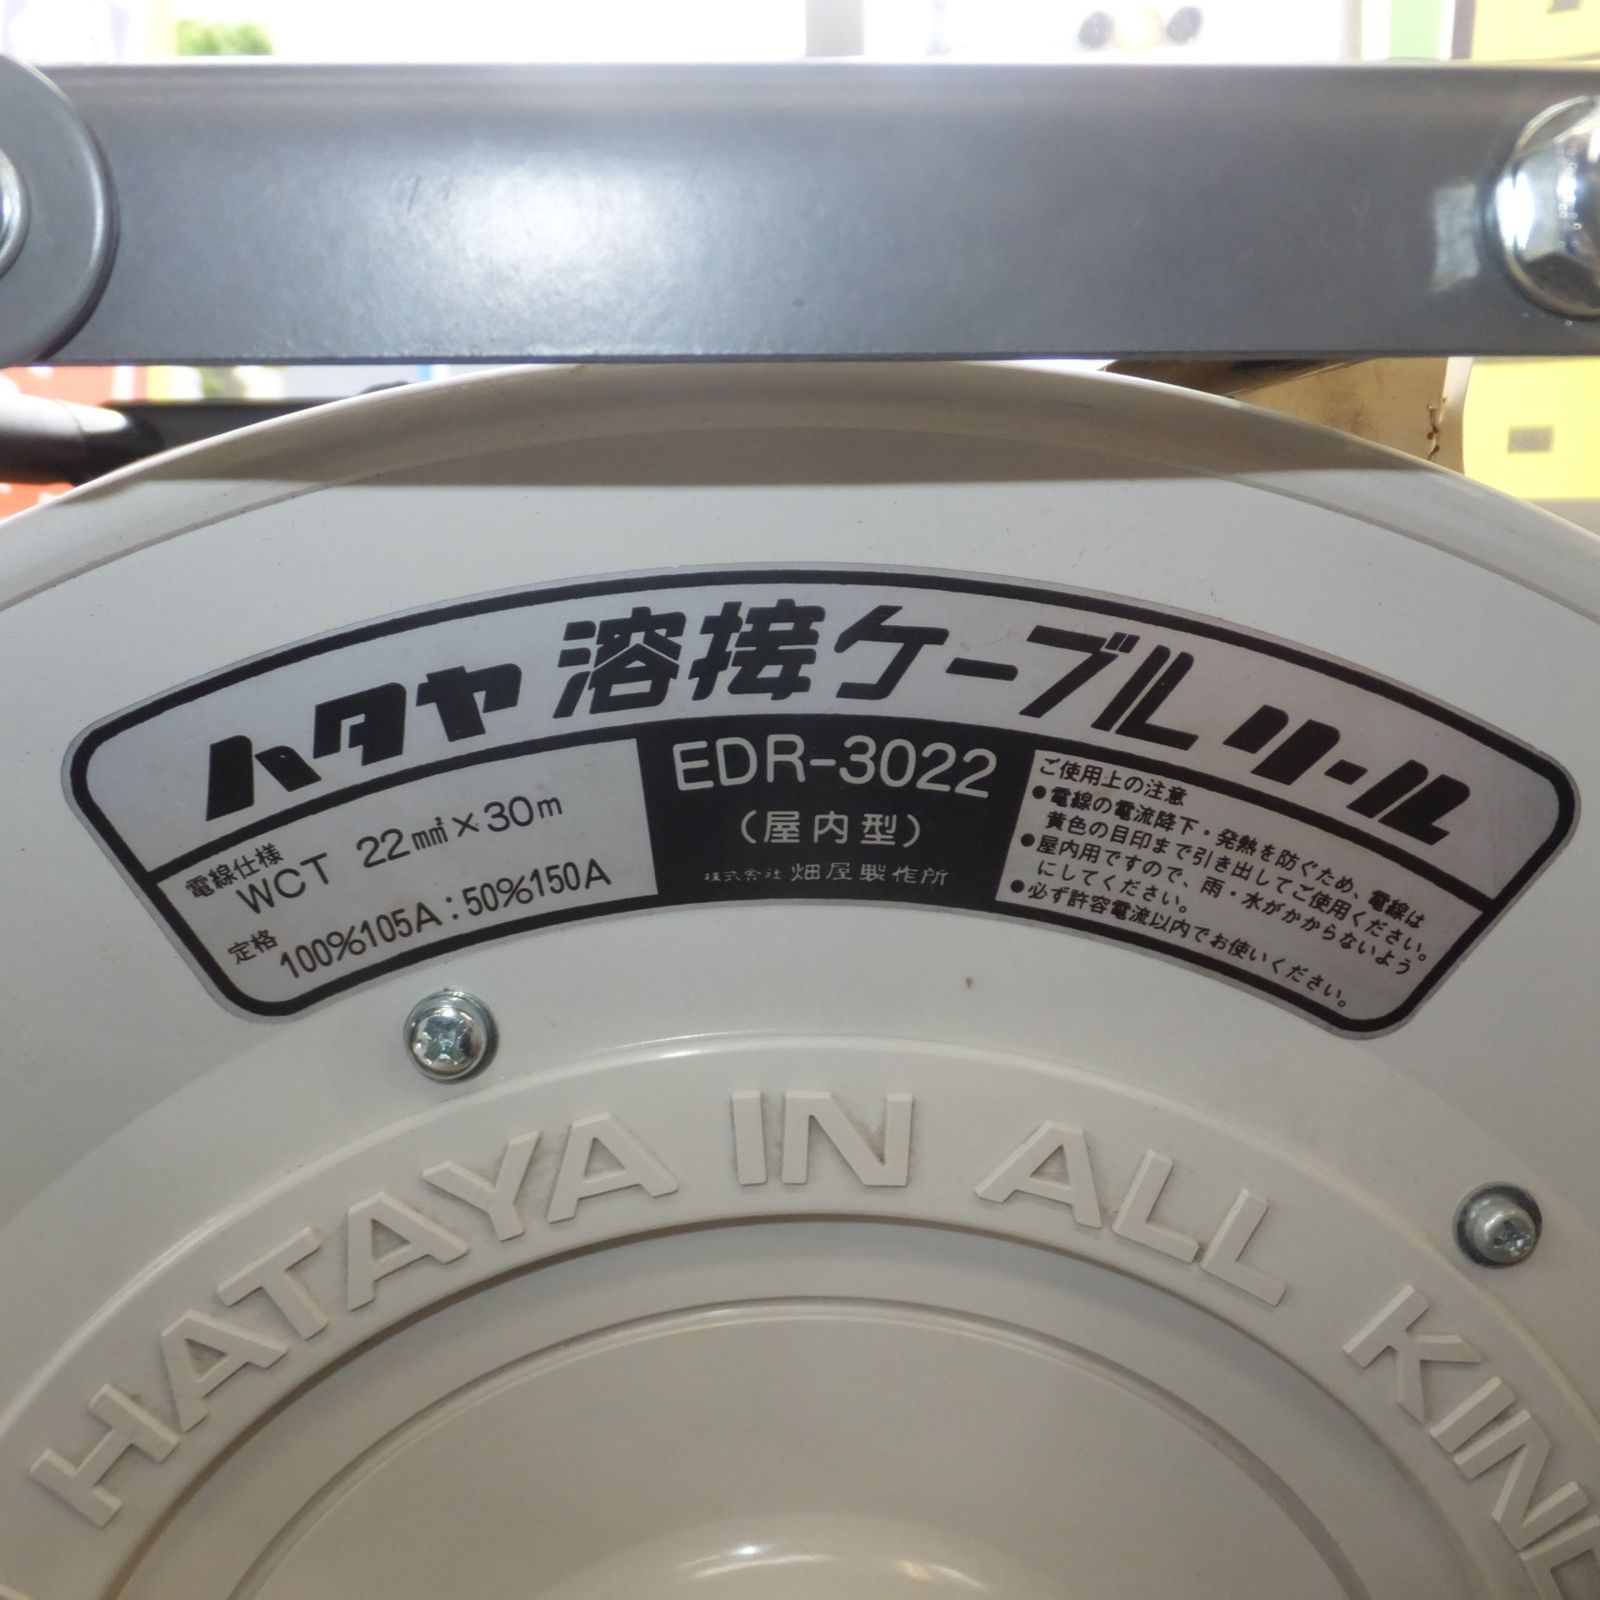 ハタヤ 溶接ケーブルリール
電線仕様
WCT 22mm²×30m
定格 100%105A:50%150A
EDR-3022
(屋内型)
株式会社 畑屋製作所
ご使用上の注意
●電線の電流降下・発熱を防ぐため、電線は
黄色の目印まで引き出してご使用ください。
●屋内用ですので、雨・水がかからないよう
にしてください。
●必ず許容電流以内でお使いください。
HATAYA IN ALL KIND